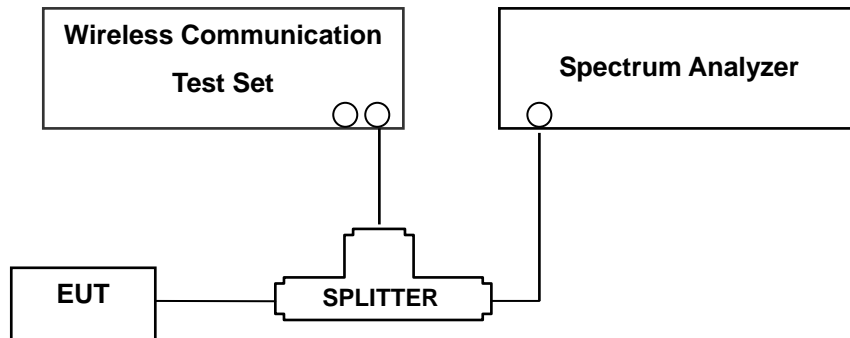 Wireless Communication
Test Set
Spectrum Analyzer
EUT
SPLITTER